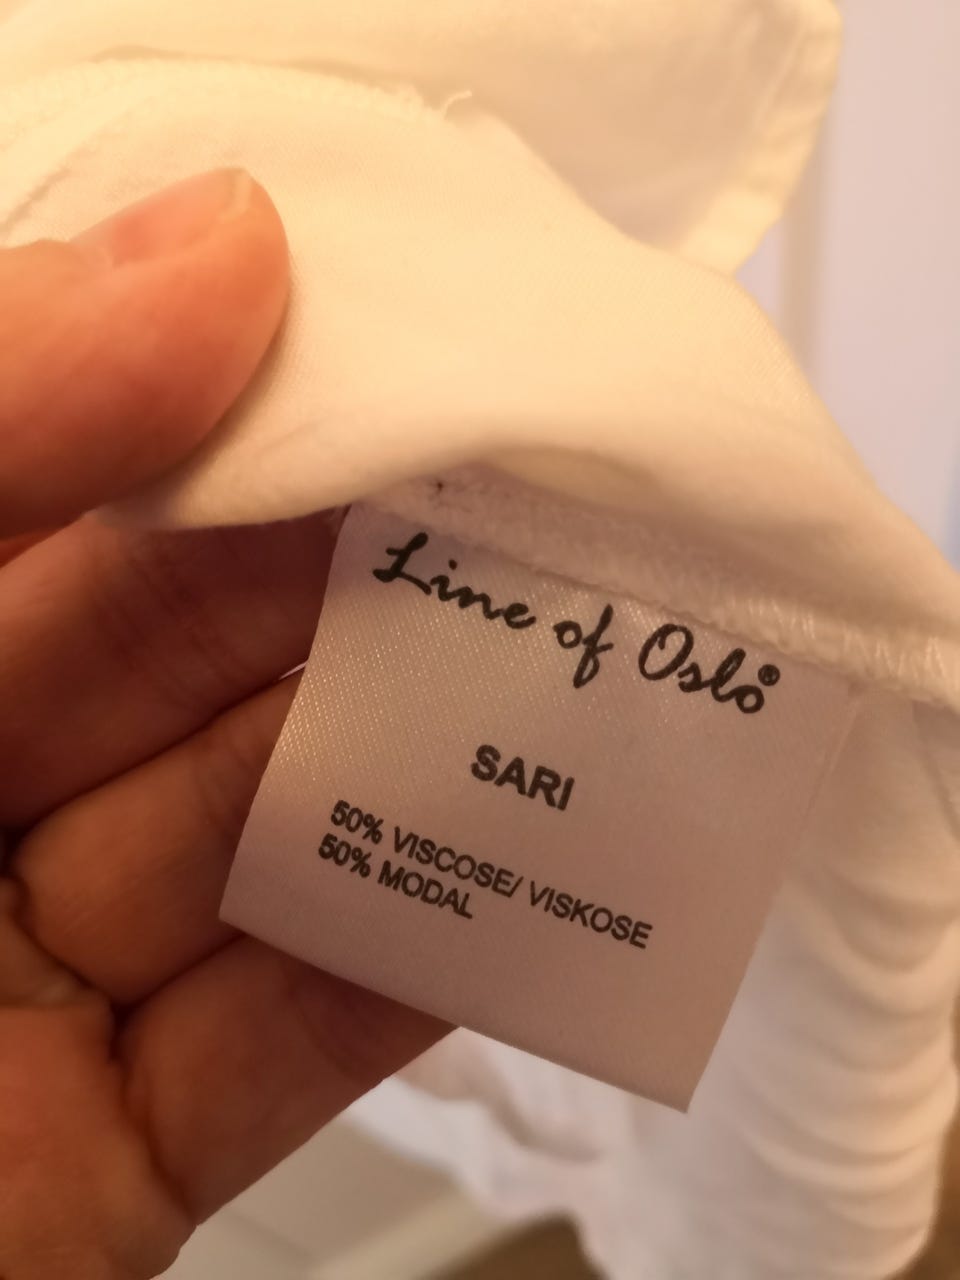 Line of Oslo®
SARI
50% VISCOSE/ VISKOSE
50% MODAL